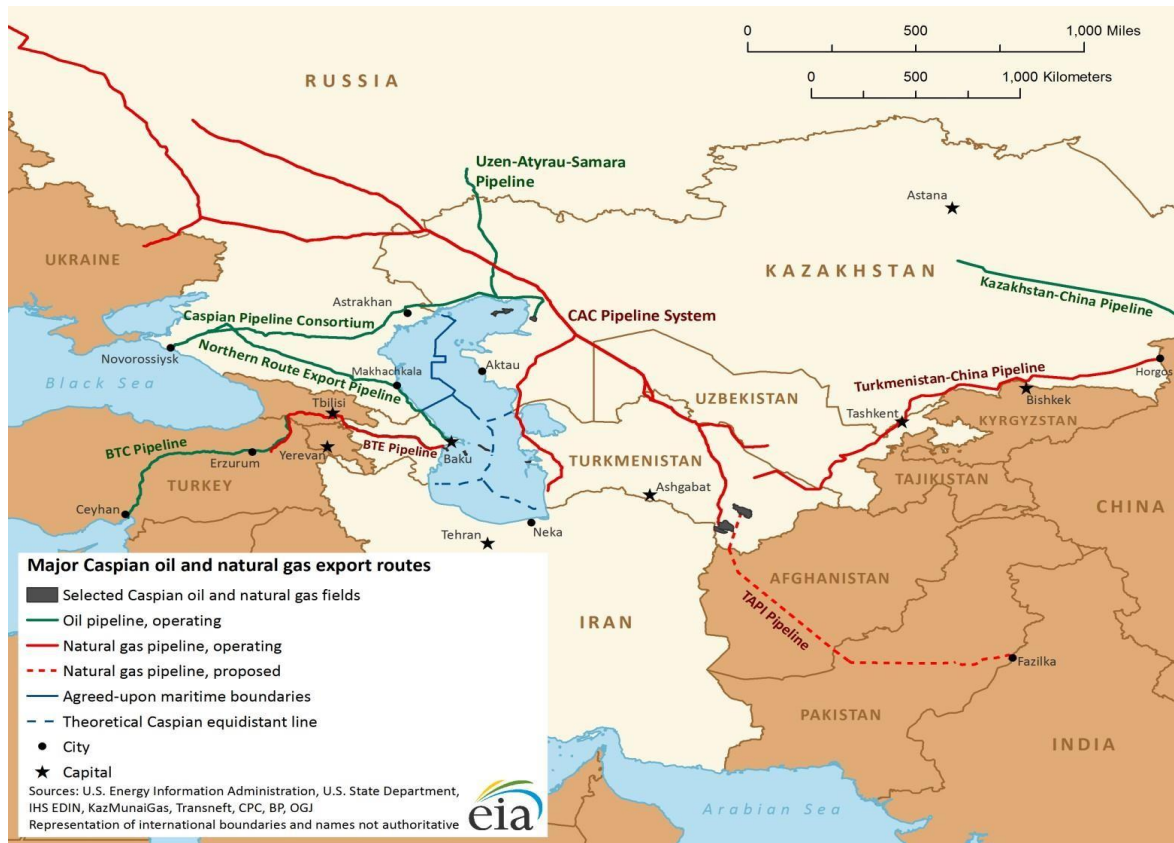 0 500 1,000 Miles
0 500 1,000 Kilometers
RUSSIA
Uzen-Atyrau-Samara
Pipeline
Astana
UKRAINE
KAZAKHSTAN
Kazakhstan-China Pipeline
Astrakhan
Caspian Pipeline Consortium
CAC Pipeline System
Novorossiysk
Northern Route Export Pipeline
Makhachkala
Aktau
Black Sea
Turkmenistan-China Pipeline
Horgos
Bishkek
UZBEKISTAN
Tashkent
KYRGYZSTAN
Tbilisi
BTC Pipeline
BTE Pipeline
Baku
Erzurum
Yerevan
TURKMENISTAN
TAJIKISTAN
TURKEY
Ashgabat
CHINA
Ceyhan
Tehran
Neka
Major Caspian oil and natural gas export routes
Selected Caspian oil and natural gas fields
Oil pipeline, operating
Natural gas pipeline, operating
Natural gas pipeline, proposed
Agreed-upon maritime boundaries
Theoretical Caspian equidistant line
City
Capital
Sources: U.S. Energy Information Administration, U.S. State Department,
IHS EDIN, KazMunaiGas, Transneft, CPC, BP, OGJ
Representation of international boundaries and names not authoritative
eia
AFGHANISTAN
TAPI Pipeline
IRAN
Fazilka
PAKISTAN
INDIA
Arabian Sea